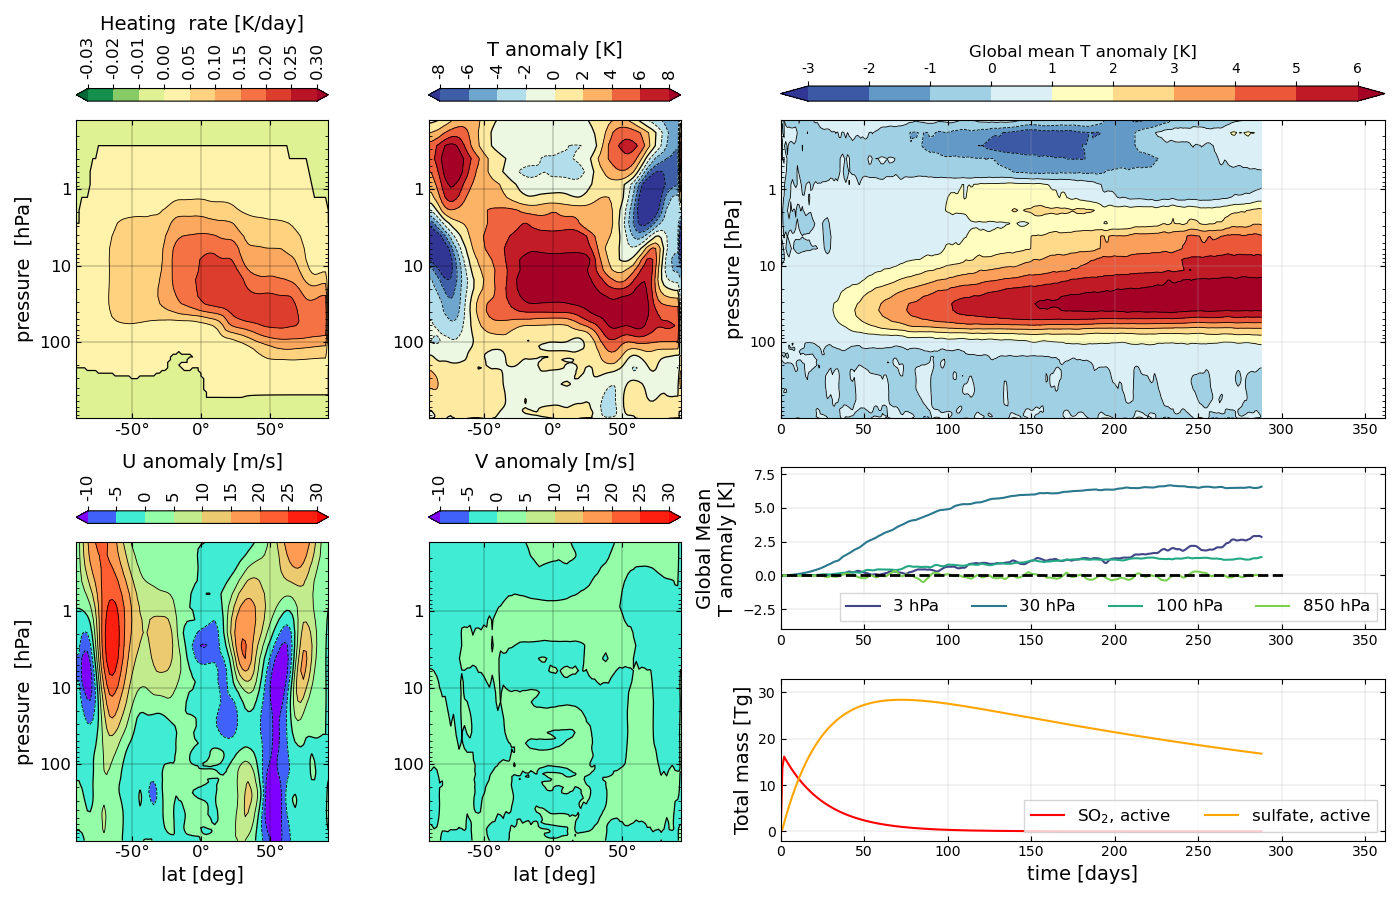 Heating  rate [K/day]
-0.03 -0.02 -0.01 0.00 0.05 0.10 0.15 0.20 0.25 0.30
T anomaly [K]
-8 -6 -4 -2 0 2 4 6 8
Global mean T anomaly [K]
-3 -2 -1 0 1 2 3 4 5 6
pressure  [hPa]
1
10
100
-50° 0° 50°
1
10
100
-50° 0° 50°
pressure  [hPa]
1
10
100
0 50 100 150 200 250 300 350
U anomaly [m/s]
-10 -5 0 5 10 15 20 25 30
pressure  [hPa]
1
10
100
-50° 0° 50°
lat [deg]
V anomaly [m/s]
-10 -5 0 5 10 15 20 25 30
1
10
100
-50° 0° 50°
lat [deg]
Global Mean
T anomaly [K]
7.5
5.0
2.5
0.0
−2.5
3 hPa 30 hPa 100 hPa 850 hPa
0 50 100 150 200 250 300 350
Total mass [Tg]
30
20
10
0
SO₂, active sulfate, active
0 50 100 150 200 250 300 350
time [days]